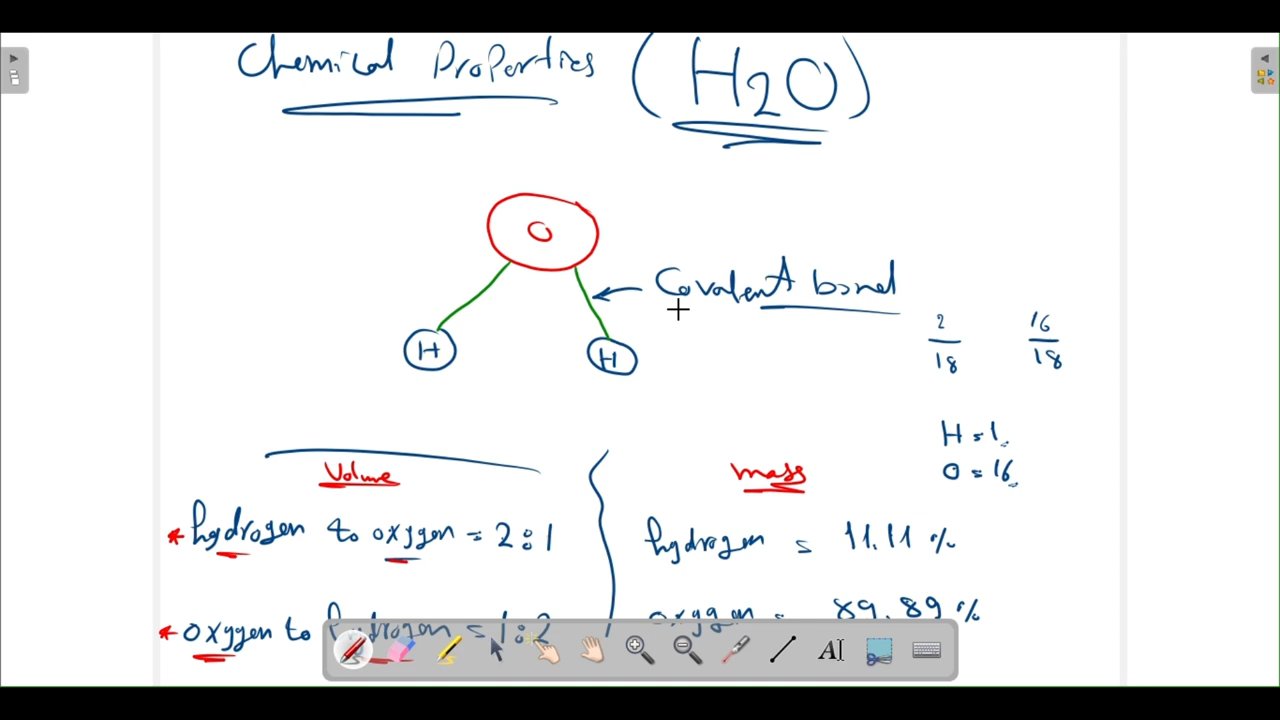 Chemical Properties (H2O)
O
H
H
Covalent bond
2/18
16/18
H = 1
O = 16
Volume
mass
* hydrogen to oxygen = 2:1
hydrogen = 11.11 %
* oxygen to hydrogen = 1:2
oxygen = 89.89 %
AI